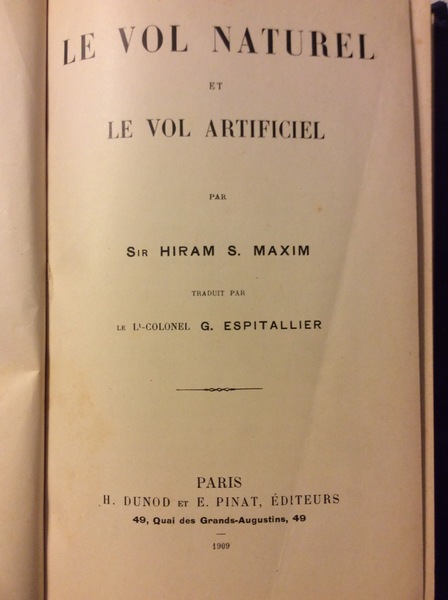 LE VOL NATUREL
ET
LE VOL ARTIFICIEL
PAR
SIR HIRAM S. MAXIM
TRADUIT PAR
LE Lt-COLONEL G. ESPITALLIER
PARIS
H. DUNOD ET E. PINAT, ÉDITEURS
49, Quai des Grands-Augustins, 49
1909